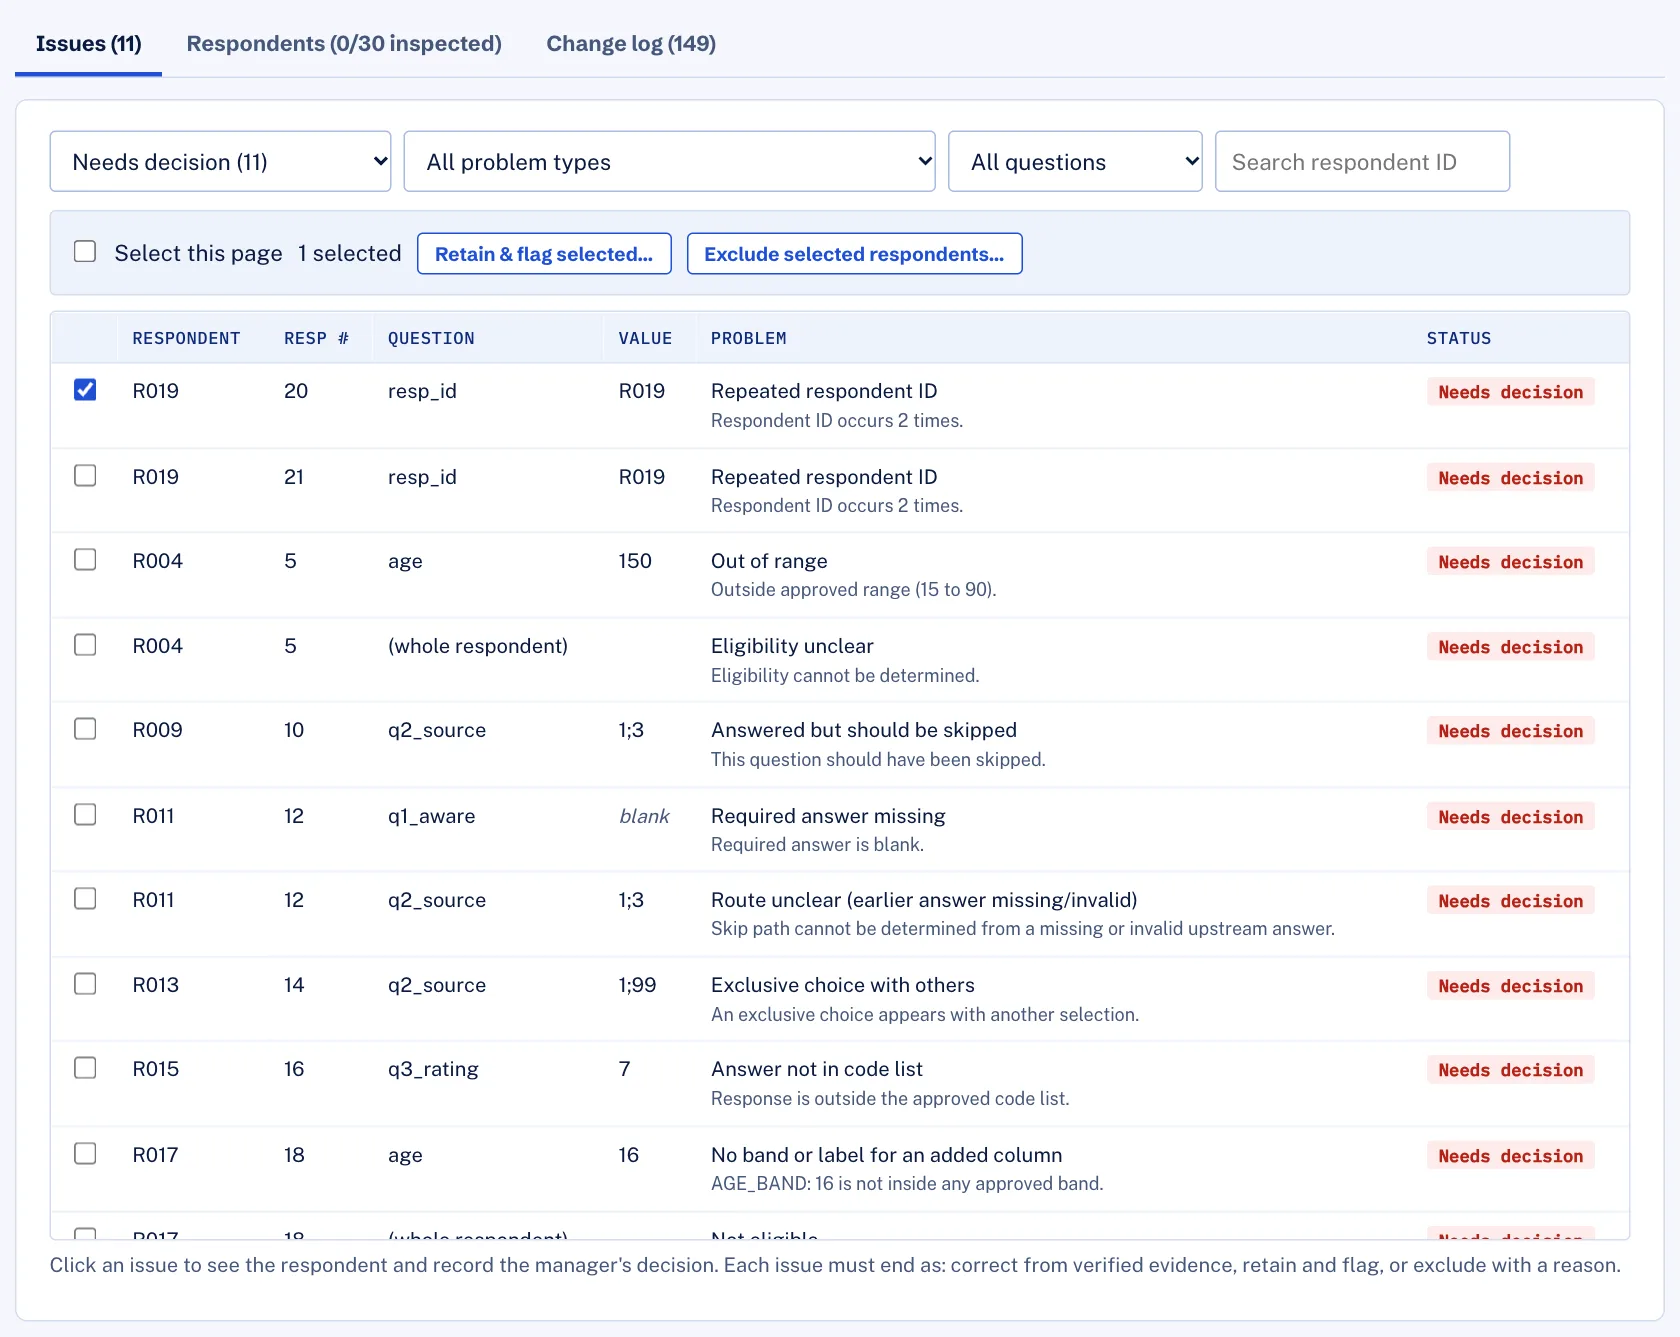 Issues (11) Respondents (0/30 inspected) Change log (149)
Needs decision (11) All problem types All questions Search respondent ID
Select this page 1 selected Retain & flag selected... Exclude selected respondents...
RESPONDENT RESP # QUESTION VALUE PROBLEM STATUS
R019 20 resp_id R019 Repeated respondent ID Needs decision
Respondent ID occurs 2 times.
R019 21 resp_id R019 Repeated respondent ID Needs decision
Respondent ID occurs 2 times.
R004 5 age 150 Out of range Needs decision
Outside approved range (15 to 90).
R004 5 (whole respondent) Eligibility unclear Needs decision
Eligibility cannot be determined.
R009 10 q2_source 1;3 Answered but should be skipped Needs decision
This question should have been skipped.
R011 12 q1_aware blank Required answer missing Needs decision
Required answer is blank.
R011 12 q2_source 1;3 Route unclear (earlier answer missing/invalid) Needs decision
Skip path cannot be determined from a missing or invalid upstream answer.
R013 14 q2_source 1;99 Exclusive choice with others Needs decision
An exclusive choice appears with another selection.
R015 16 q3_rating 7 Answer not in code list Needs decision
Response is outside the approved code list.
R017 18 age 16 No band or label for an added column Needs decision
AGE_BAND: 16 is not inside any approved band.
R017 18 (whole respondent) Not eligible Needs decision
Click an issue to see the respondent and record the manager's decision. Each issue must end as: correct from verified evidence, retain and flag, or exclude with a reason.